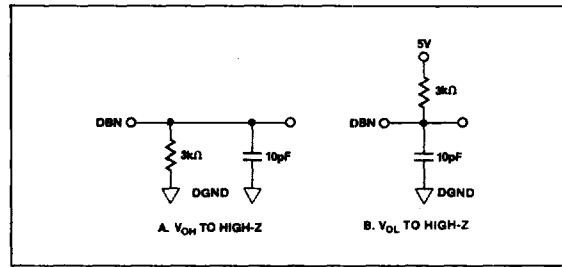 5V
3kΩ
DBN
DBN
3kΩ
10pF
10pF
DGND
DGND
A. VOH TO HIGH-Z
B. VOL TO HIGH-Z